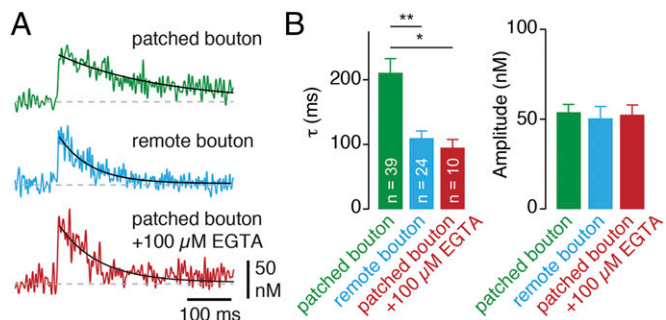 A
patched bouton
remote bouton
patched bouton
+100 µM EGTA
50
nM
100 ms
B
**
*
τ (ms)
200
100
0
n = 39
n = 24
n = 10
patched bouton
remote bouton
patched bouton
+100 µM EGTA
Amplitude (nM)
100
50
0
patched bouton
remote bouton
patched bouton
+100 µM EGTA